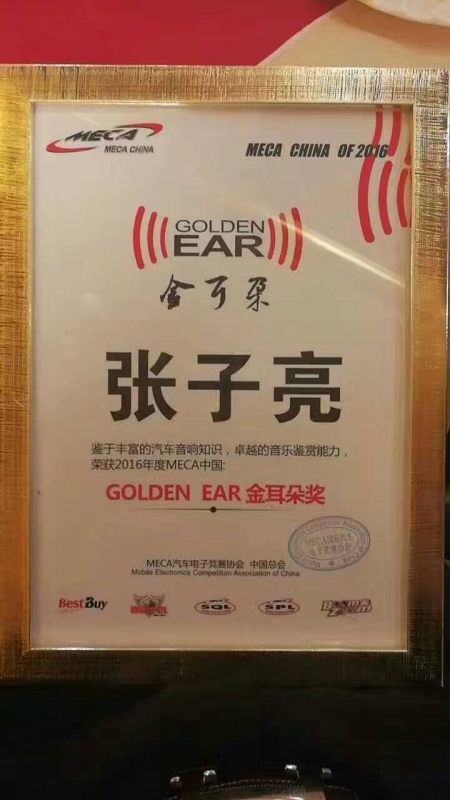 MECA
MECA CHINA
MECA CHINA OF 2016
GOLDEN
EAR
金耳朵
张子亮
鉴于丰富的汽车音响知识，卓越的音乐鉴赏能力，
荣获2016年度MECA中国:
GOLDEN EAR 金耳朵奖
MECA汽车电子竞赛协会 中国总会
Mobile Electronics Competition Association of China
Best Buy
SQL
SPL